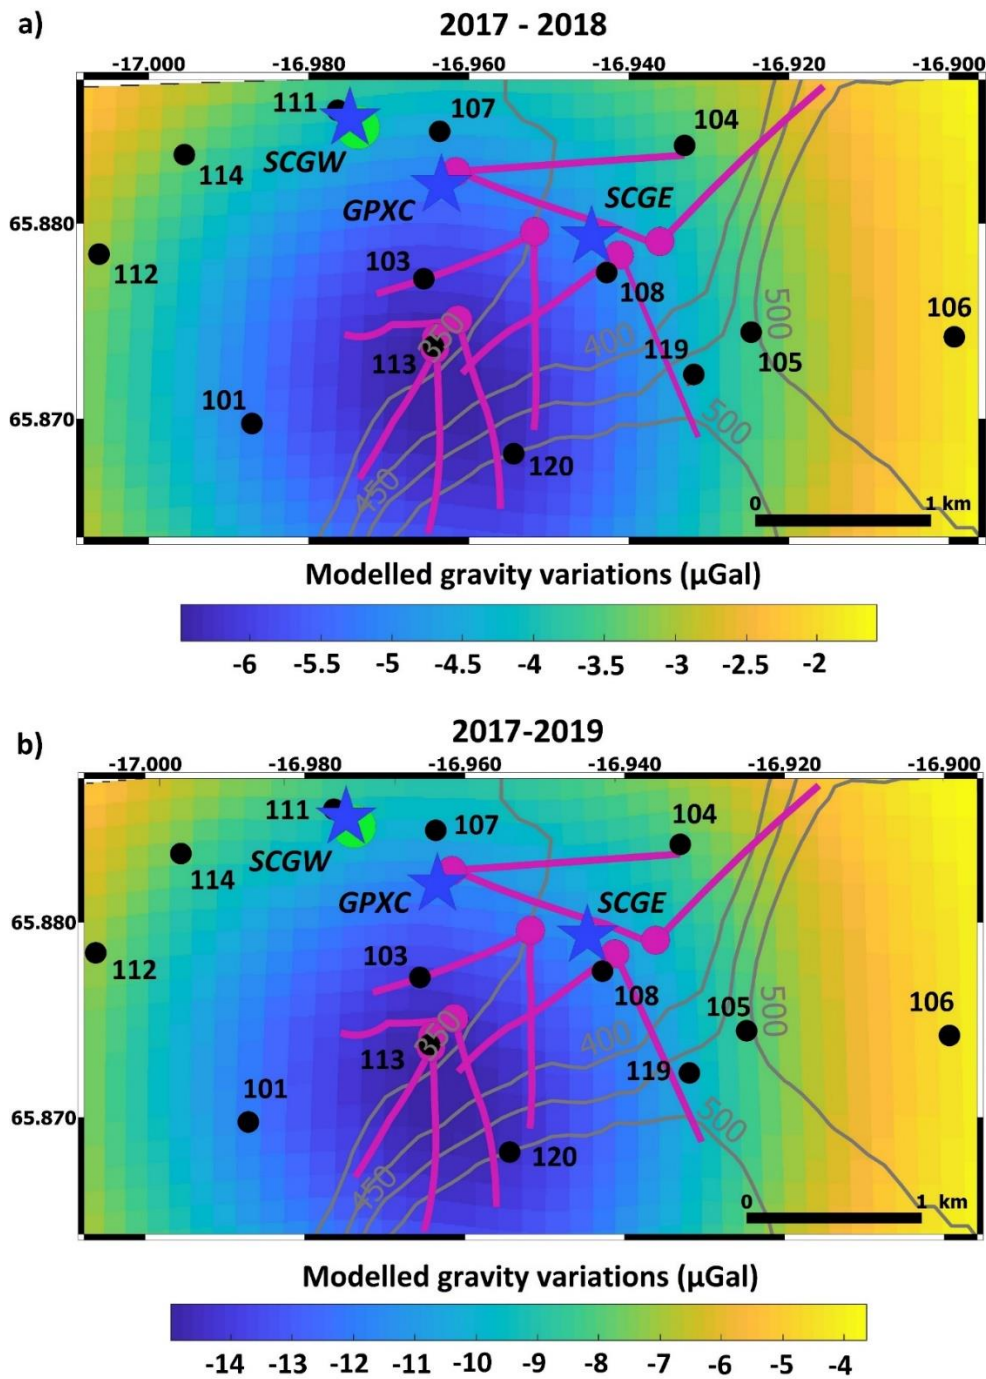 a)
2017 - 2018
-17.000 -16.980 -16.960 -16.940 -16.920 -16.900
111
107
104
SCGW
114
GPXC
SCGE
65.880
112
103
108
500
106
350
400
113
119
105
101
65.870
500
120
450
0 1 km
Modelled gravity variations (μGal)
-6 -5.5 -5 -4.5 -4 -3.5 -3 -2.5 -2
b)
2017-2019
-17.000 -16.980 -16.960 -16.940 -16.920 -16.900
111
107
104
SCGW
114
GPXC
SCGE
65.880
112
103
108
105
500
106
350
400
113
119
101
65.870
500
120
450
0 1 km
Modelled gravity variations (μGal)
-14 -13 -12 -11 -10 -9 -8 -7 -6 -5 -4